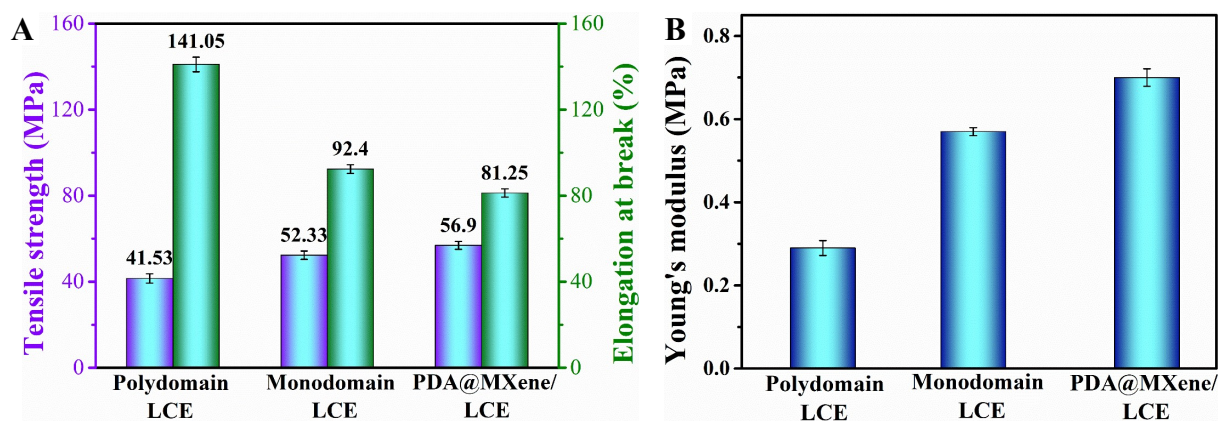 A
Tensile strength (MPa)
160
120
80
40
0
141.05
92.4
81.25
41.53
52.33
56.9
Polydomain
LCE
Monodomain
LCE
PDA@MXene/
LCE
160
120
80
40
0
Elongation at break (%)
B
Young's modulus (MPa)
0.8
0.6
0.4
0.2
0.0
Polydomain
LCE
Monodomain
LCE
PDA@MXene/
LCE